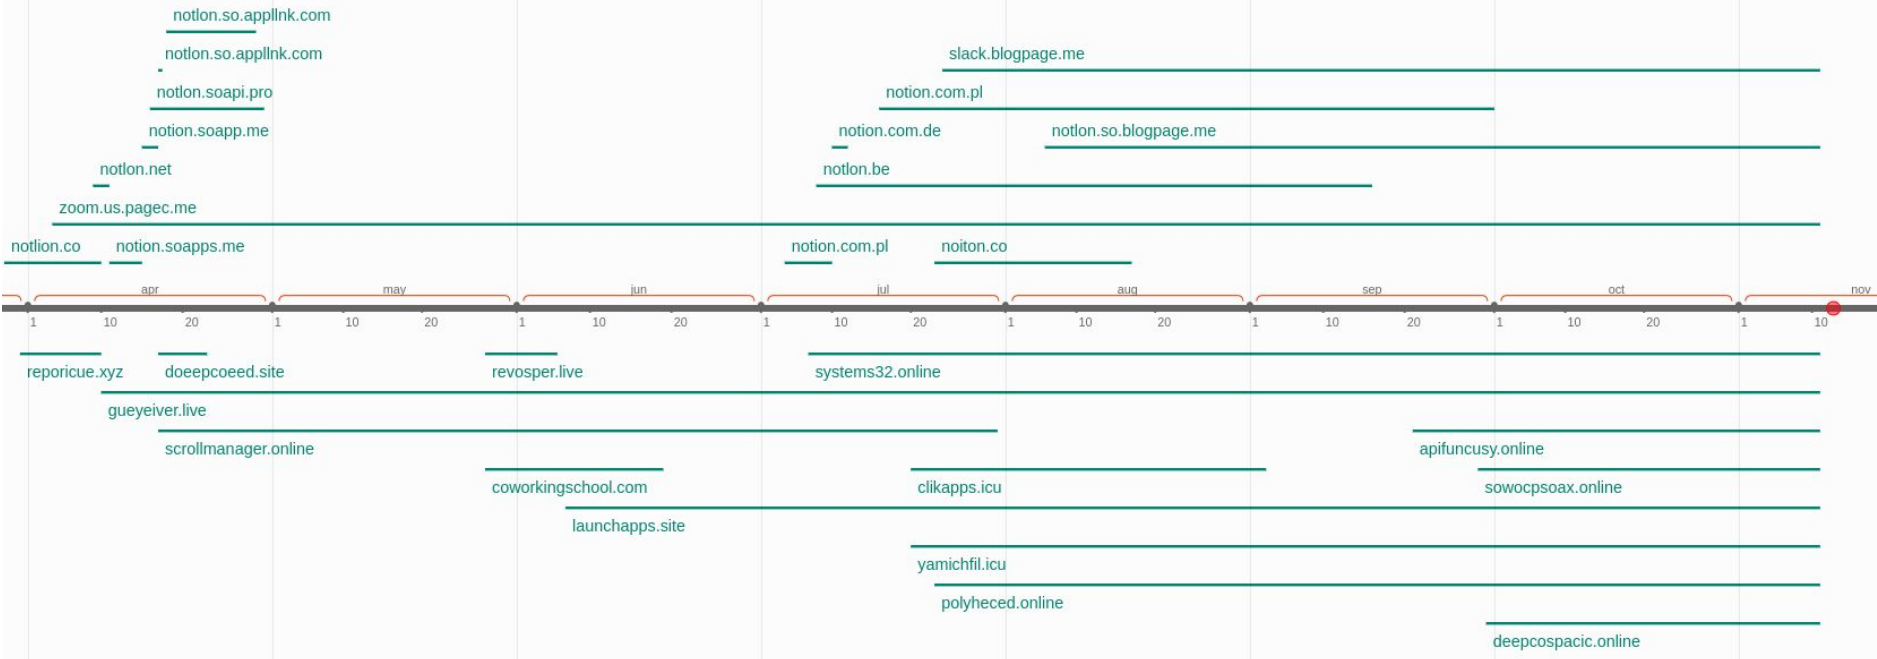 notlon.so.appllnk.com
notlon.so.appllnk.com slack.blogpage.me
notlon.soapi.pro notion.com.pl
notion.soapp.me notion.com.de notlon.so.blogpage.me
notlon.net notlon.be
zoom.us.pagec.me
notlion.co notion.soapps.me notion.com.pl noiton.co
apr may jun jul aug sep oct nov
1 10 20 1 10 20 1 10 20 1 10 20 1 10 20 1 10 20 1 10 20 1 10
reporicue.xyz doeepcoeed.site revosper.live systems32.online
gueyeiver.live
scrollmanager.online apifuncusy.online
coworkingschool.com clikapps.icu sowocpsoax.online
launchapps.site
yamichfil.icu
polyheced.online
deepcospacic.online